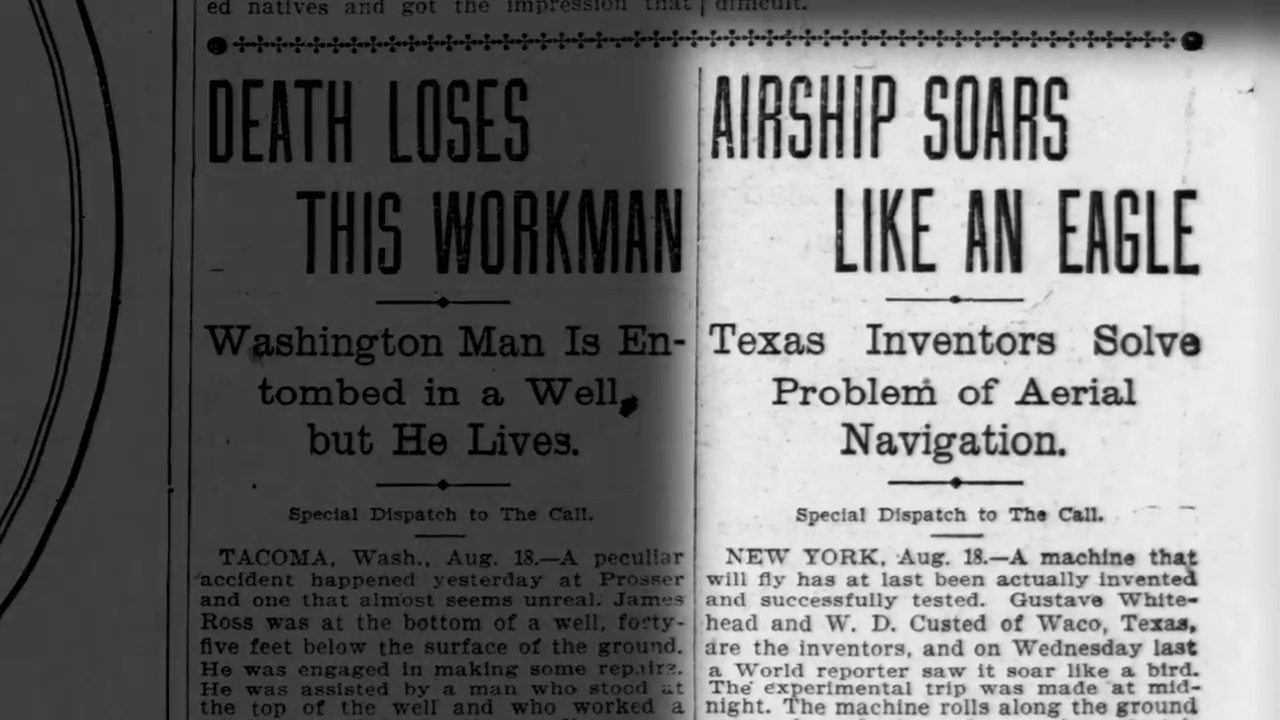 ed natives and got the impression that
difficult.
DEATH LOSES
THIS WORKMAN
Washington Man Is En-
tombed in a Well,
but He Lives.
Special Dispatch to The Call.
TACOMA, Wash., Aug. 18.—A peculiar
accident happened yesterday at Prosser
and one that almost seems unreal. James
Ross was at the bottom of a well, forty-
five feet below the surface of the ground.
He was engaged in making some repairs.
He was assisted by a man who stood at
the top of the well and who worked a
AIRSHIP SOARS
LIKE AN EAGLE
Texas Inventors Solve
Problem of Aerial
Navigation.
Special Dispatch to The Call.
NEW YORK, Aug. 18.—A machine that
will fly has at last been actually invented
and successfully tested. Gustave White-
head and W. D. Custed of Waco, Texas,
are the inventors, and on Wednesday last
a World reporter saw it soar like a bird.
The experimental trip was made at mid-
night. The machine rolls along the ground